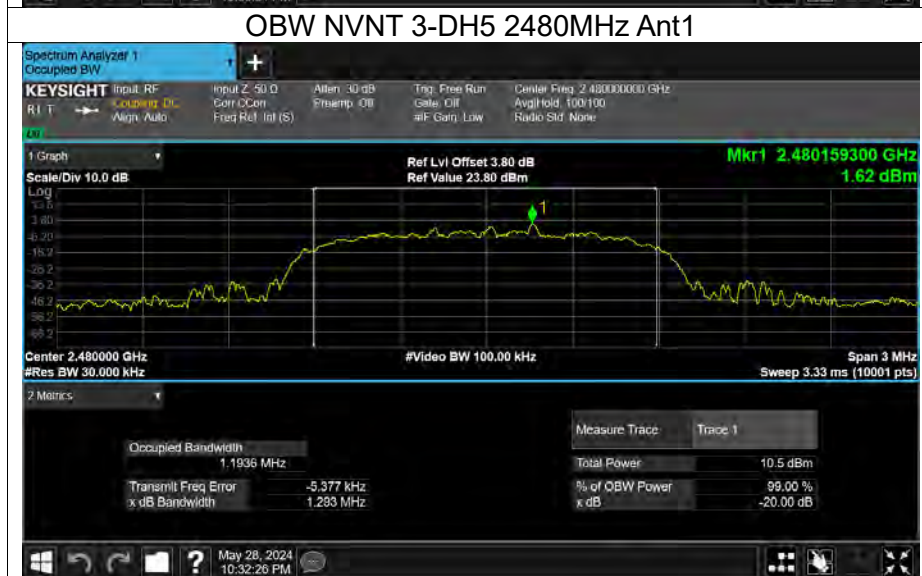 OBW NVNT 3-DH5 2480MHz Ant1
Spectrum Analyzer 1
Occupied BW
+
KEYSIGHT Input: RF
R L T
Coupling: DC
Align: Auto
Input Z: 50 Ω
Corr CCorr
Freq Ref: Int (S)
Atten: 30 dB
Preamp: Off
Trig: Free Run
Gate: Off
#IF Gain: Low
Center Freq: 2.480000000 GHz
Avg|Hold: 100/100
Radio Std: None
1 Graph
Scale/Div 10.0 dB
Ref Lvl Offset 3.80 dB
Ref Value 23.80 dBm
Mkr1 2.480159300 GHz
1.62 dBm
Log
13.8
3.80
-6.20
-16.2
-26.2
-36.2
-46.2
-56.2
-66.2
1
Center 2.480000 GHz
#Res BW 30.000 kHz
#Video BW 100.00 kHz
Span 3 MHz
Sweep 3.33 ms (10001 pts)
2 Metrics
Measure Trace Trace 1
Occupied Bandwidth
1.1936 MHz
Total Power 10.5 dBm
Transmit Freq Error -5.377 kHz
% of OBW Power 99.00 %
x dB Bandwidth 1.293 MHz
x dB -20.00 dB
?
May 28, 2024
10:32:26 PM